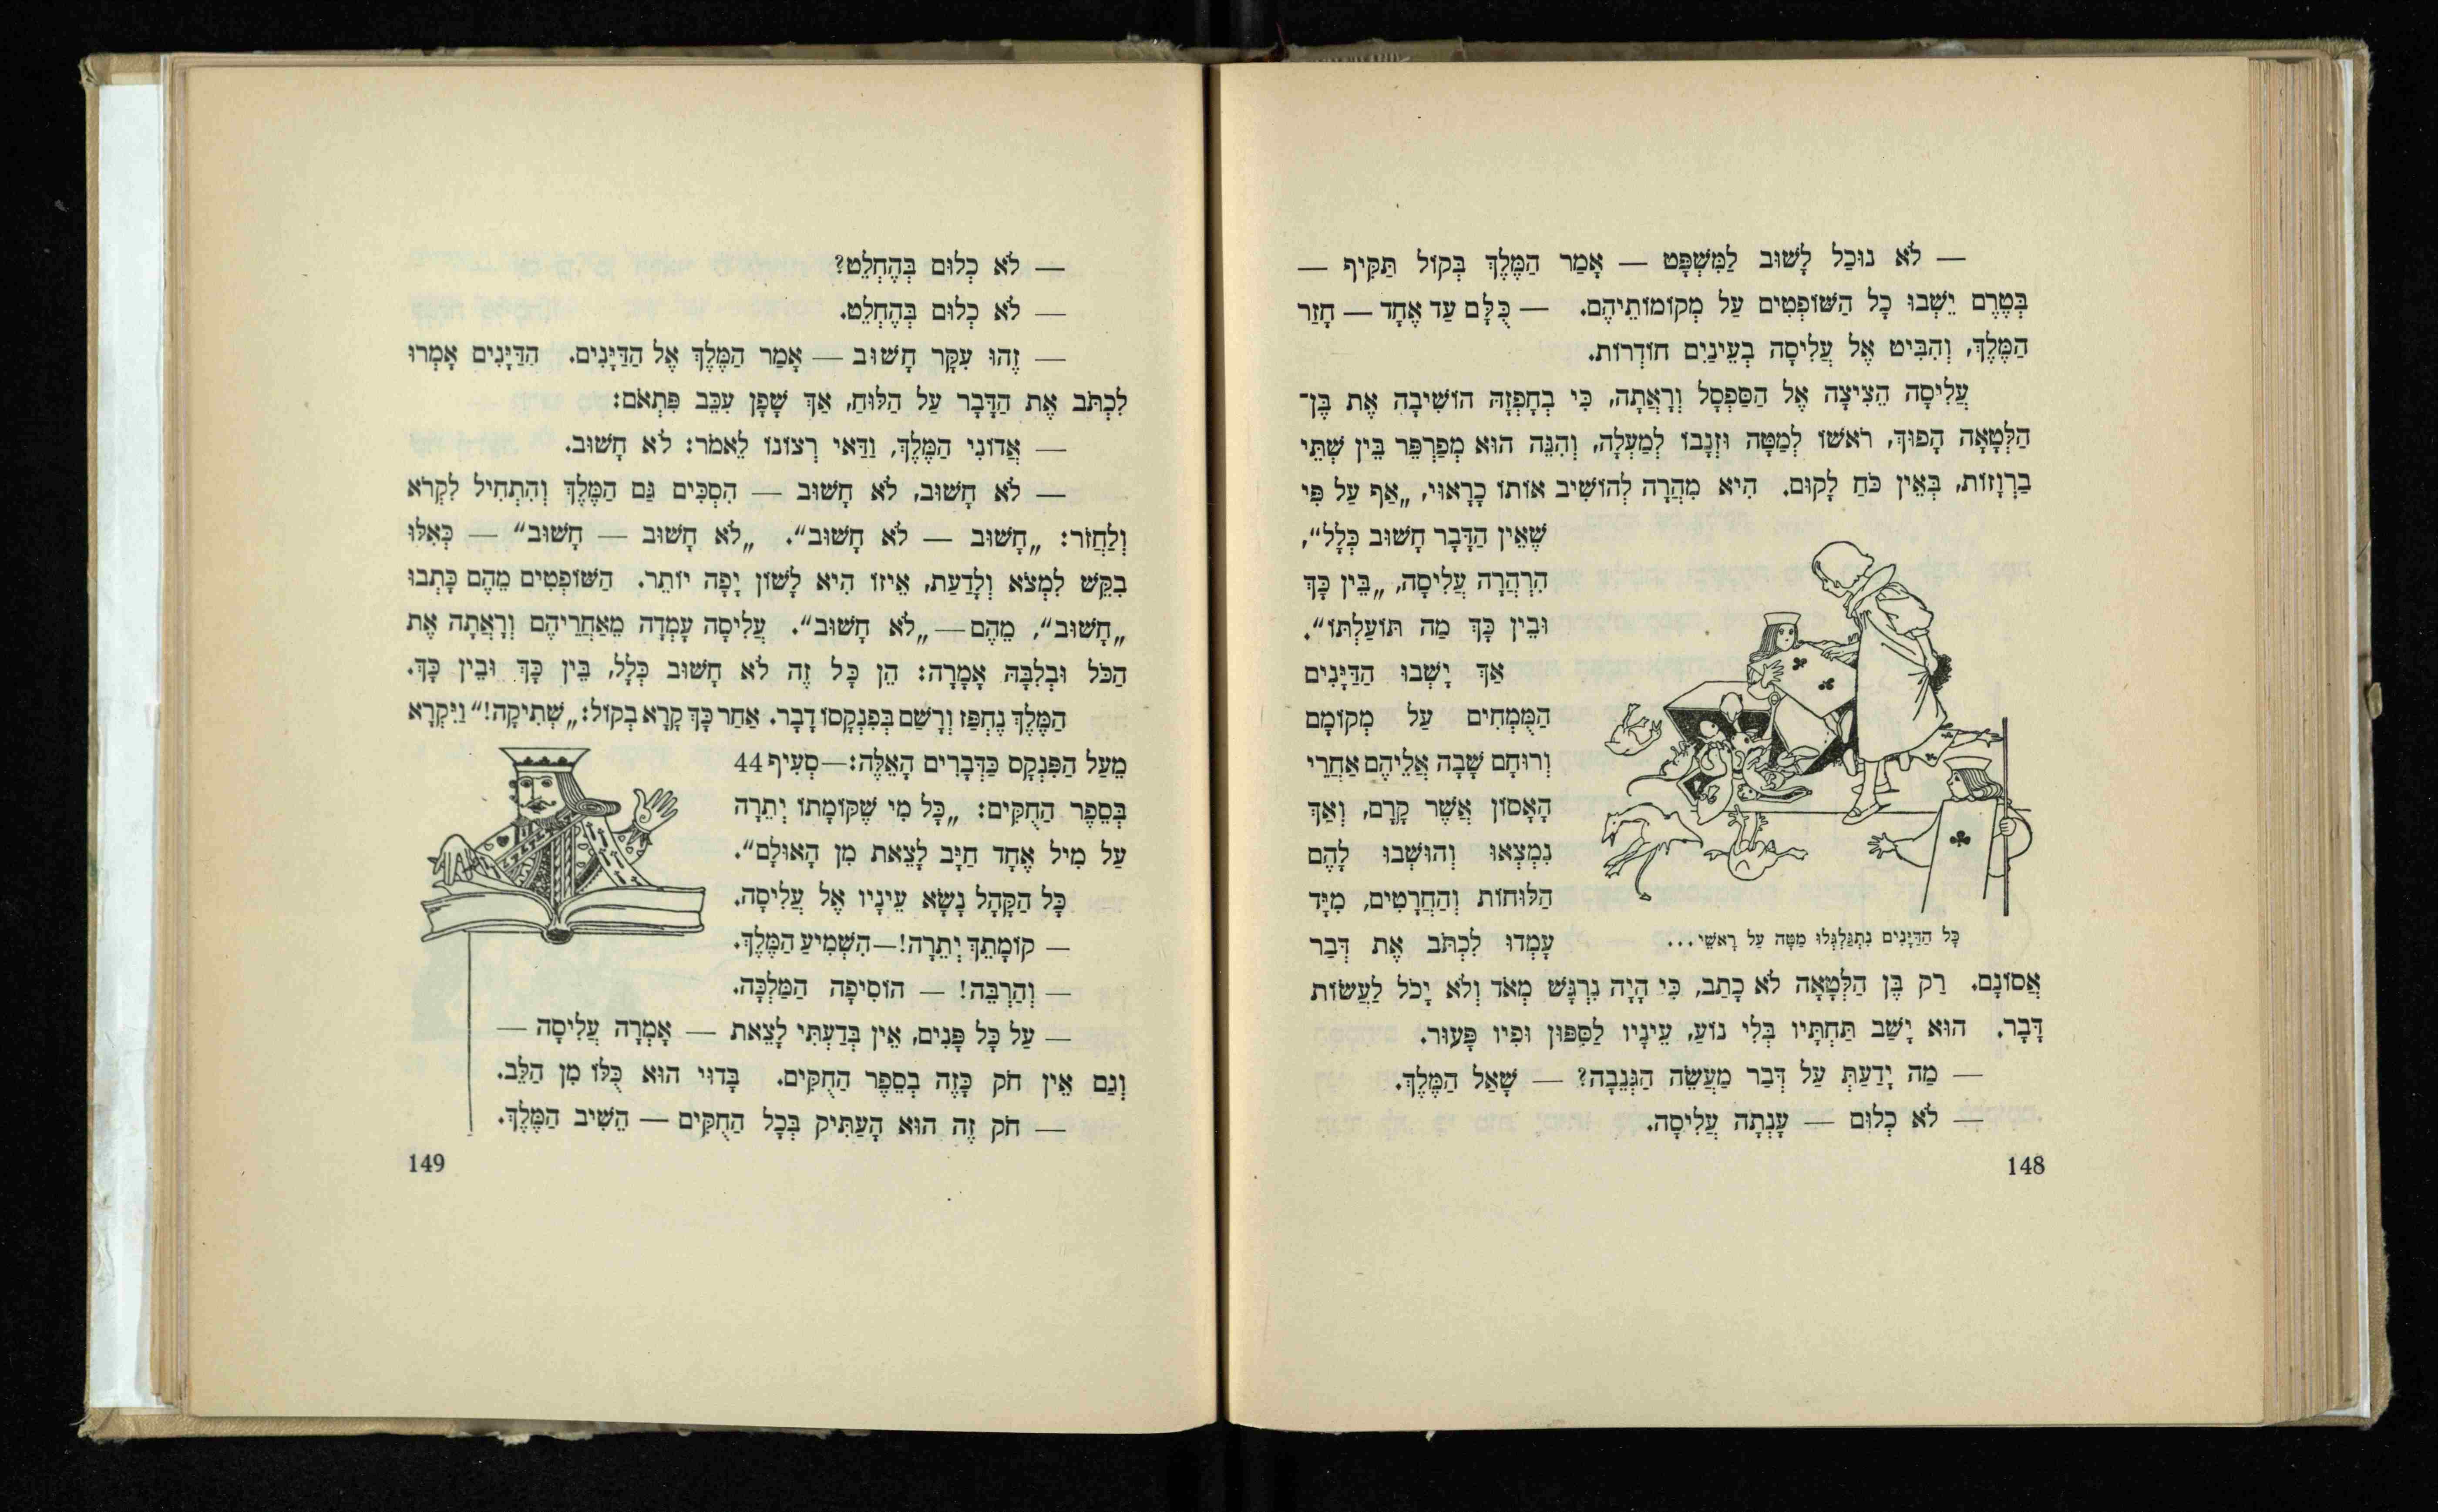 — לֹא נוּכַל לָשׁוּב לַמִּשְׁפָּט — אָמַר הַמֶּלֶךְ בְּקוֹל תַּקִּיף —
בְּטֶרֶם יֵשְׁבוּ כָל הַשּׁוֹפְטִים עַל מְקוֹמוֹתֵיהֶם. — כֻּלָּם עַד אֶחָד — חָזַר
הַמֶּלֶךְ, וְהִבִּיט אֶל עֲלִיסָה בְעֵינַיִם חוֹדְרוֹת.
עֲלִיסָה הֵצִיצָה אֶל הַסַּפְסָל וְרָאֲתָה, כִּי בְחָפְזָהּ הוֹשִׁיבָה אֶת בֶּן־
הַלְּטָאָה הָפוּךְ, רֹאשׁוֹ לְמַטָּה וּזְנָבוֹ לְמַעְלָה, וְהִנֵּה הוּא מְפַרְפֵּר בֵּין שְׁתֵּי
בַרְוָזוֹת, בְּאֵין כֹּחַ לָקוּם. הִיא מִהֲרָה לְהוֹשִׁיב אוֹתוֹ כָרָאוּי, „אַף עַל פִּי
שֶׁאֵין הַדָּבָר חָשׁוּב כְּלָל“,
הִרְהֲרָה עֲלִיסָה, „בֵּין כָּךְ
וּבֵין כָּךְ מַה תּוֹעַלְתּוֹ“.
אַךְ יָשְׁבוּ הַדַּיָּנִים
הַמֻּמְחִים עַל מְקוֹמָם
וְרוּחָם שָׁבָה אֲלֵיהֶם אַחֲרֵי
הָאָסוֹן אֲשֶׁר קָרָם, וְאַךְ
נִמְצְאוּ וְהוּשְׁבוּ לָהֶם
הַלּוּחוֹת וְהַחֲרָטִים, מִיָּד
עָמְדוּ לִכְתֹּב אֶת דְּבַר
כָּל הַדַּיָּנִים נִתְגַּלְגְּלוּ מַטָּה עַל רָאשֵׁי...
אֲסוֹנָם. רַק בֶּן הַלְּטָאָה לֹא כָתַב, כִּי הָיָה נִרְגָּשׁ מְאֹד וְלֹא יָכֹל לַעֲשׂוֹת
דָּבָר. הוּא יָשַׁב תַּחְתָּיו בְּלִי נוֹעַ, עֵינָיו לַסִּפּוּן וּפִיו פָּעוּר.
— מַה יָדַעַתְּ עַל דְּבַר מַעֲשֵׂה הַגְּנֵבָה? — שָׁאַל הַמֶּלֶךְ.
— לֹא כְלוּם — עָנְתָה עֲלִיסָה.
148
— לֹא כְלוּם בְּהֶחְלֵט?
— לֹא כְלוּם בְּהֶחְלֵט.
— זֶהוּ עִקָּר חָשׁוּב — אָמַר הַמֶּלֶךְ אֶל הַדַּיָּנִים. הַדַּיָּנִים אָמְרוּ
לִכְתֹּב אֶת הַדָּבָר עַל הַלּוּחַ, אַךְ שָׁפָן עִכֵּב פִּתְאֹם:
— אֲדוֹנִי הַמֶּלֶךְ, וַדַּאי רְצוֹנוֹ לֵאמֹר: לֹא חָשׁוּב.
— לֹא חָשׁוּב, לֹא חָשׁוּב — הִסְכִּים גַּם הַמֶּלֶךְ וְהִתְחִיל לִקְרֹא
וְלַחֲזֹר: „חָשׁוּב — לֹא חָשׁוּב“. „לֹא חָשׁוּב — חָשׁוּב“ — כְּאִלּוּ
בִקֵּשׁ לִמְצֹא וְלָדַעַת, אֵיזוֹ הִיא לָשׁוֹן יָפָה יוֹתֵר. הַשּׁוֹפְטִים מֵהֶם כָּתְבוּ
„חָשׁוּב“, מֵהֶם — „לֹא חָשׁוּב“. עֲלִיסָה עָמְדָה מֵאַחֲרֵיהֶם וְרָאֲתָה אֶת
הַכֹּל וּבְלִבָּהּ אָמְרָה: הֵן כָּל זֶה לֹא חָשׁוּב כְּלָל, בֵּין כָּךְ וּבֵין כָּךְ.
הַמֶּלֶךְ נֶחְפַּז וְרָשַׁם בְּפִנְקָסוֹ דָבָר. אַחַר כָּךְ קָרָא בְקוֹל: „שְׁתִיקָה!“ וַיִּקְרָא
מֵעַל הַפִּנְקָס כַּדְּבָרִים הָאֵלֶּה: — סְעִיף 44
בְּסֵפֶר הַחֻקִּים: „כָּל מִי שֶׁקּוֹמָתוֹ יְתֵרָה
עַל מִיל אֶחָד חַיָּב לָצֵאת מִן הָאוּלָם“.
כָּל הַקָּהָל נָשָׂא עֵינָיו אֶל עֲלִיסָה.
— קוֹמָתֵךְ יְתֵרָה! — הִשְׁמִיעַ הַמֶּלֶךְ.
— וְהַרְבֵּה! — הוֹסִיפָה הַמַּלְכָּה.
— עַל כָּל פָּנִים, אֵין בְּדַעְתִּי לָצֵאת — אָמְרָה עֲלִיסָה —
וְגַם אֵין חֹק כָּזֶה בְסֵפֶר הַחֻקִּים. בָּדוּי הוּא כֻּלּוֹ מִן הַלֵּב.
— חֹק זֶה הוּא הָעַתִּיק בְּכָל הַחֻקִּים — הֵשִׁיב הַמֶּלֶךְ.
149